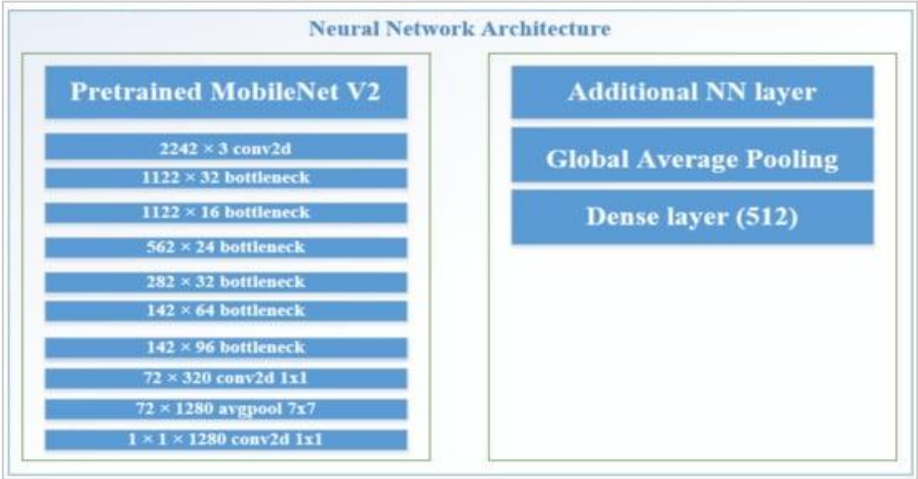 Neural Network Architecture
Pretrained MobileNet V2
2242 × 3 conv2d
1122 × 32 bottleneck
1122 × 16 bottleneck
562 × 24 bottleneck
282 × 32 bottleneck
142 × 64 bottleneck
142 × 96 bottleneck
72 × 320 conv2d 1x1
72 × 1280 avgpool 7x7
1 × 1 × 1280 conv2d 1x1
Additional NN layer
Global Average Pooling
Dense layer (512)